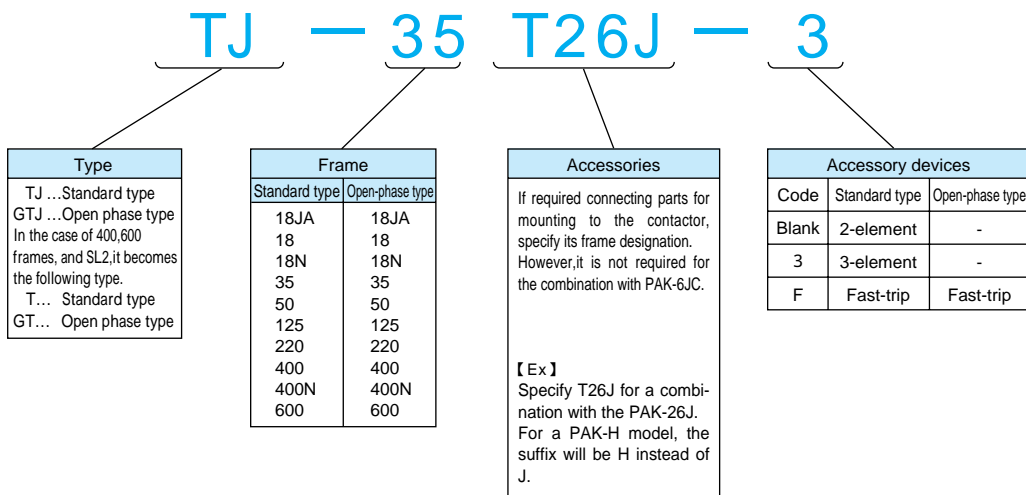 TJ — 35 T26J — 3
Type
TJ ...Standard type
GTJ ...Open phase type
In the case of 400,600
frames, and SL2,it becomes
the following type.
T... Standard type
GT... Open phase type
Frame
Standard type Open-phase type
18JA 18JA
18 18
18N 18N
35 35
50 50
125 125
220 220
400 400
400N 400N
600 600
Accessories
If required connecting parts for
mounting to the contactor,
specify its frame designation.
However,it is not required for
the combination with PAK-6JC.
【Ex】
Specify T26J for a combi-
nation with the PAK-26J.
For a PAK-H model, the
suffix will be H instead of
J.
Accessory devices
Code Standard type Open-phase type
Blank 2-element -
3 3-element -
F Fast-trip Fast-trip